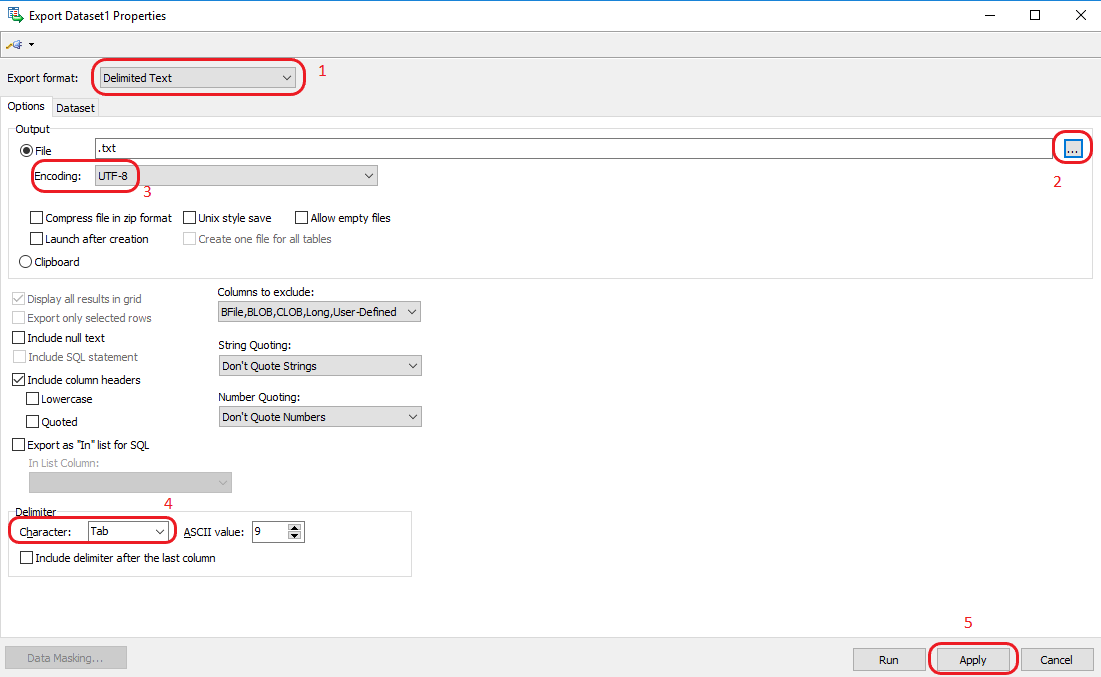 Export Dataset1 Properties
Export format: Delimited Text 1
Options Dataset
Output
File .txt ...
2
Encoding: UTF-8
3
Compress file in zip format Unix style save Allow empty files
Launch after creation Create one file for all tables
Clipboard
Display all results in grid
Export only selected rows
Include null text
Include SQL statement
Include column headers
Lowercase
Quoted
Export as "In" list for SQL
In List Column:
Columns to exclude:
BFile,BLOB,CLOB,Long,User-Defined
String Quoting:
Don't Quote Strings
Number Quoting:
Don't Quote Numbers
4
Delimiter
Character: Tab ASCII value: 9
Include delimiter after the last column
5
Data Masking... Run Apply Cancel